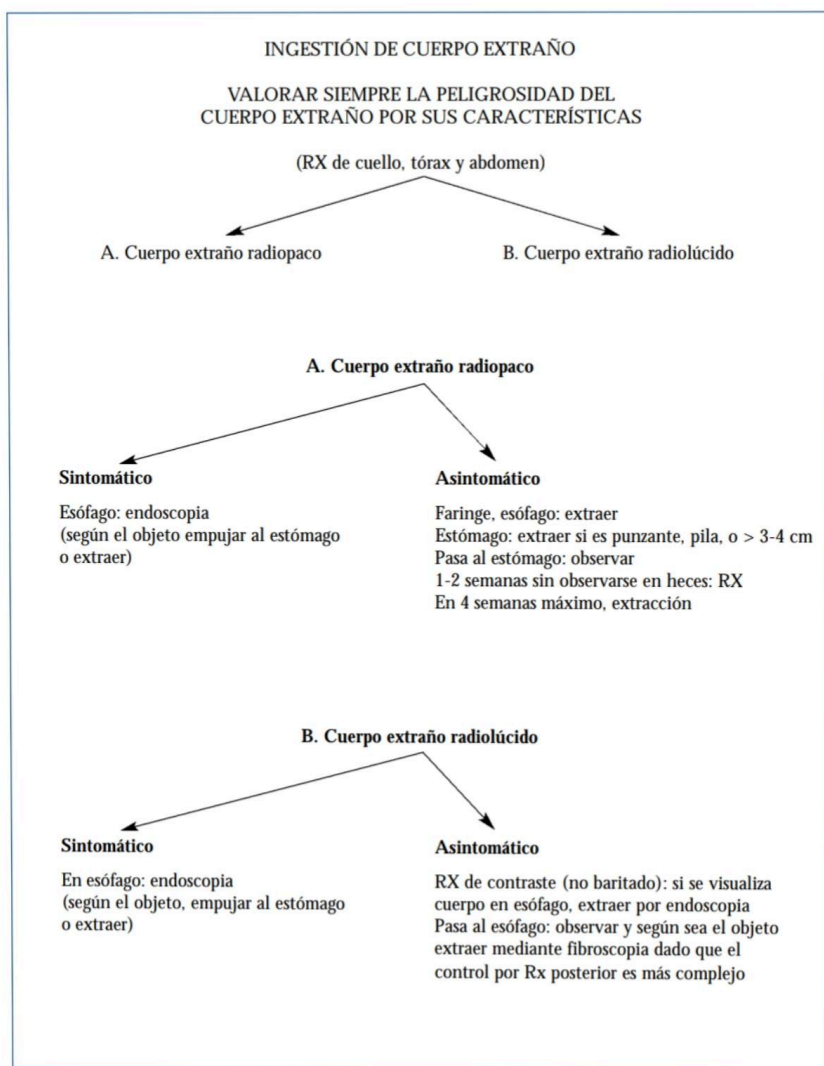 INGESTIÓN DE CUERPO EXTRAÑO
VALORAR SIEMPRE LA PELIGROSIDAD DEL
CUERPO EXTRAÑO POR SUS CARACTERÍSTICAS
(RX de cuello, tórax y abdomen)
A. Cuerpo extraño radiopaco
B. Cuerpo extraño radiolúcido
A. Cuerpo extraño radiopaco
Sintomático
Esófago: endoscopia
(según el objeto empujar al estómago
o extraer)
Asintomático
Faringe, esófago: extraer
Estómago: extraer si es punzante, pila, o > 3-4 cm
Pasa al estómago: observar
1-2 semanas sin observarse en heces: RX
En 4 semanas máximo, extracción
B. Cuerpo extraño radiolúcido
Sintomático
En esófago: endoscopia
(según el objeto, empujar al estómago
o extraer)
Asintomático
RX de contraste (no baritado): si se visualiza
cuerpo en esófago, extraer por endoscopia
Pasa al esófago: observar y según sea el objeto
extraer mediante fibroscopia dado que el
control por Rx posterior es más complejo